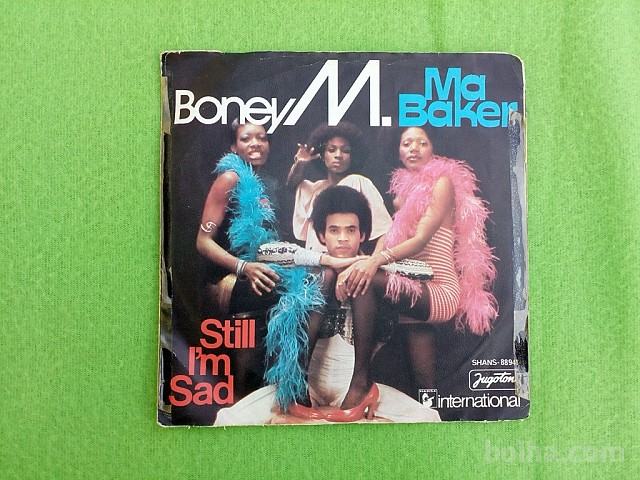 Boney M.
Ma
Baker
Still
I'm
Sad
SHANS-8894
Jugoton
international
bolha.com